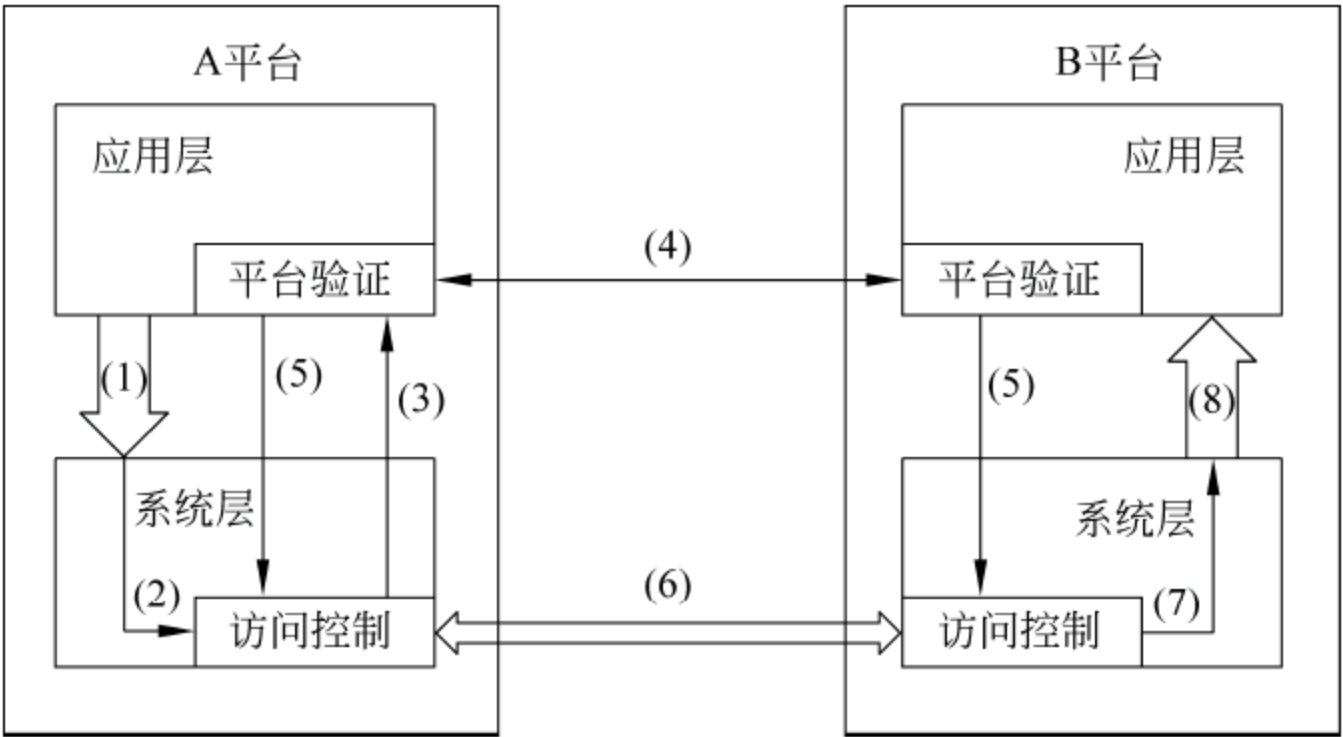 A平台
应用层
平台验证
(1)
(5)
(3)
系统层
(2)
访问控制
(4)
(6)
B平台
应用层
平台验证
(5)
(8)
系统层
(7)
访问控制